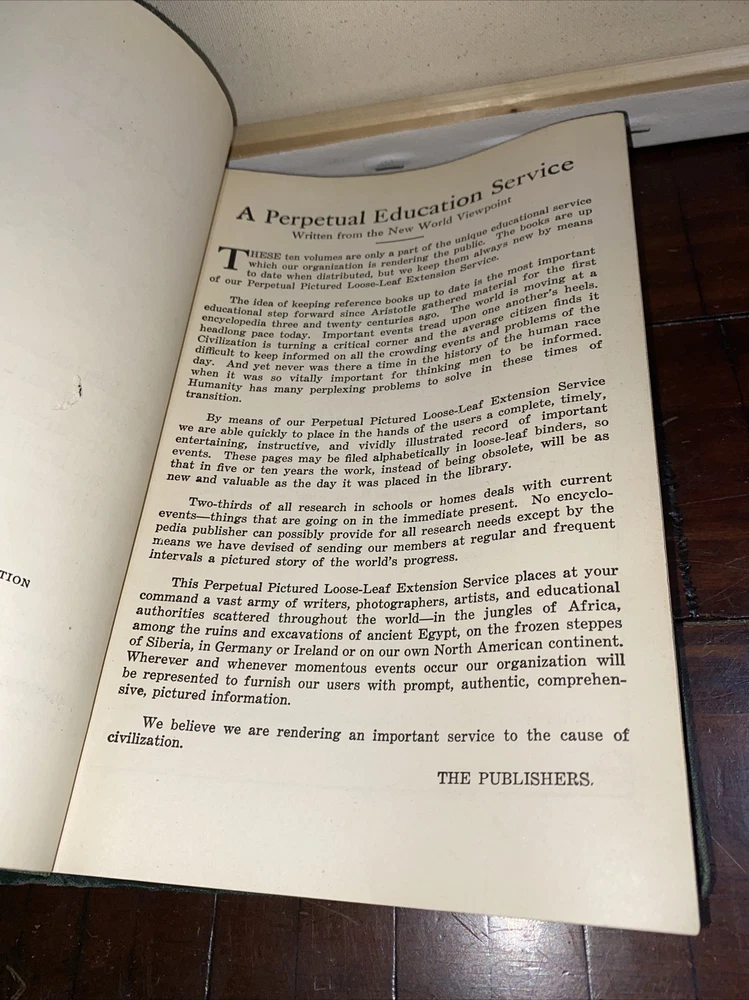 TION
A Perpetual Education Service
Written from the New World Viewpoint
THESE ten volumes are only a part of the unique educational service
which our organization is rendering the public. The books are up
to date when distributed, but we keep them always new by means
of our Perpetual Pictured Loose-Leaf Extension Service.
The idea of keeping reference books up to date is the most important
educational step forward since Aristotle gathered material for the first
encyclopedia three and twenty centuries ago. The world is moving at a
headlong pace today. Important events tread upon one another's heels.
Civilization is turning a critical corner and the average citizen finds it
difficult to keep informed on all the crowding events and problems of the
day. And yet never was there a time in the history of the human race
when it was so vitally important for thinking men to be informed.
Humanity has many perplexing problems to solve in these times of
transition.
By means of our Perpetual Pictured Loose-Leaf Extension Service
we are able quickly to place in the hands of the users a complete, timely,
entertaining, instructive, and vividly illustrated record of important
events. These pages may be filed alphabetically in loose-leaf binders, so
that in five or ten years the work, instead of being obsolete, will be as
new and valuable as the day it was placed in the library.
Two-thirds of all research in schools or homes deals with current
events—things that are going on in the immediate present. No encyclo-
pedia publisher can possibly provide for all research needs except by the
means we have devised of sending our members at regular and frequent
intervals a pictured story of the world's progress.
This Perpetual Pictured Loose-Leaf Extension Service places at your
command a vast army of writers, photographers, artists, and educational
authorities scattered throughout the world—in the jungles of Africa,
among the ruins and excavations of ancient Egypt, on the frozen steppes
of Siberia, in Germany or Ireland or on our own North American continent.
Wherever and whenever momentous events occur our organization will
be represented to furnish our users with prompt, authentic, comprehen-
sive, pictured information.
We believe we are rendering an important service to the cause of
civilization.
THE PUBLISHERS.